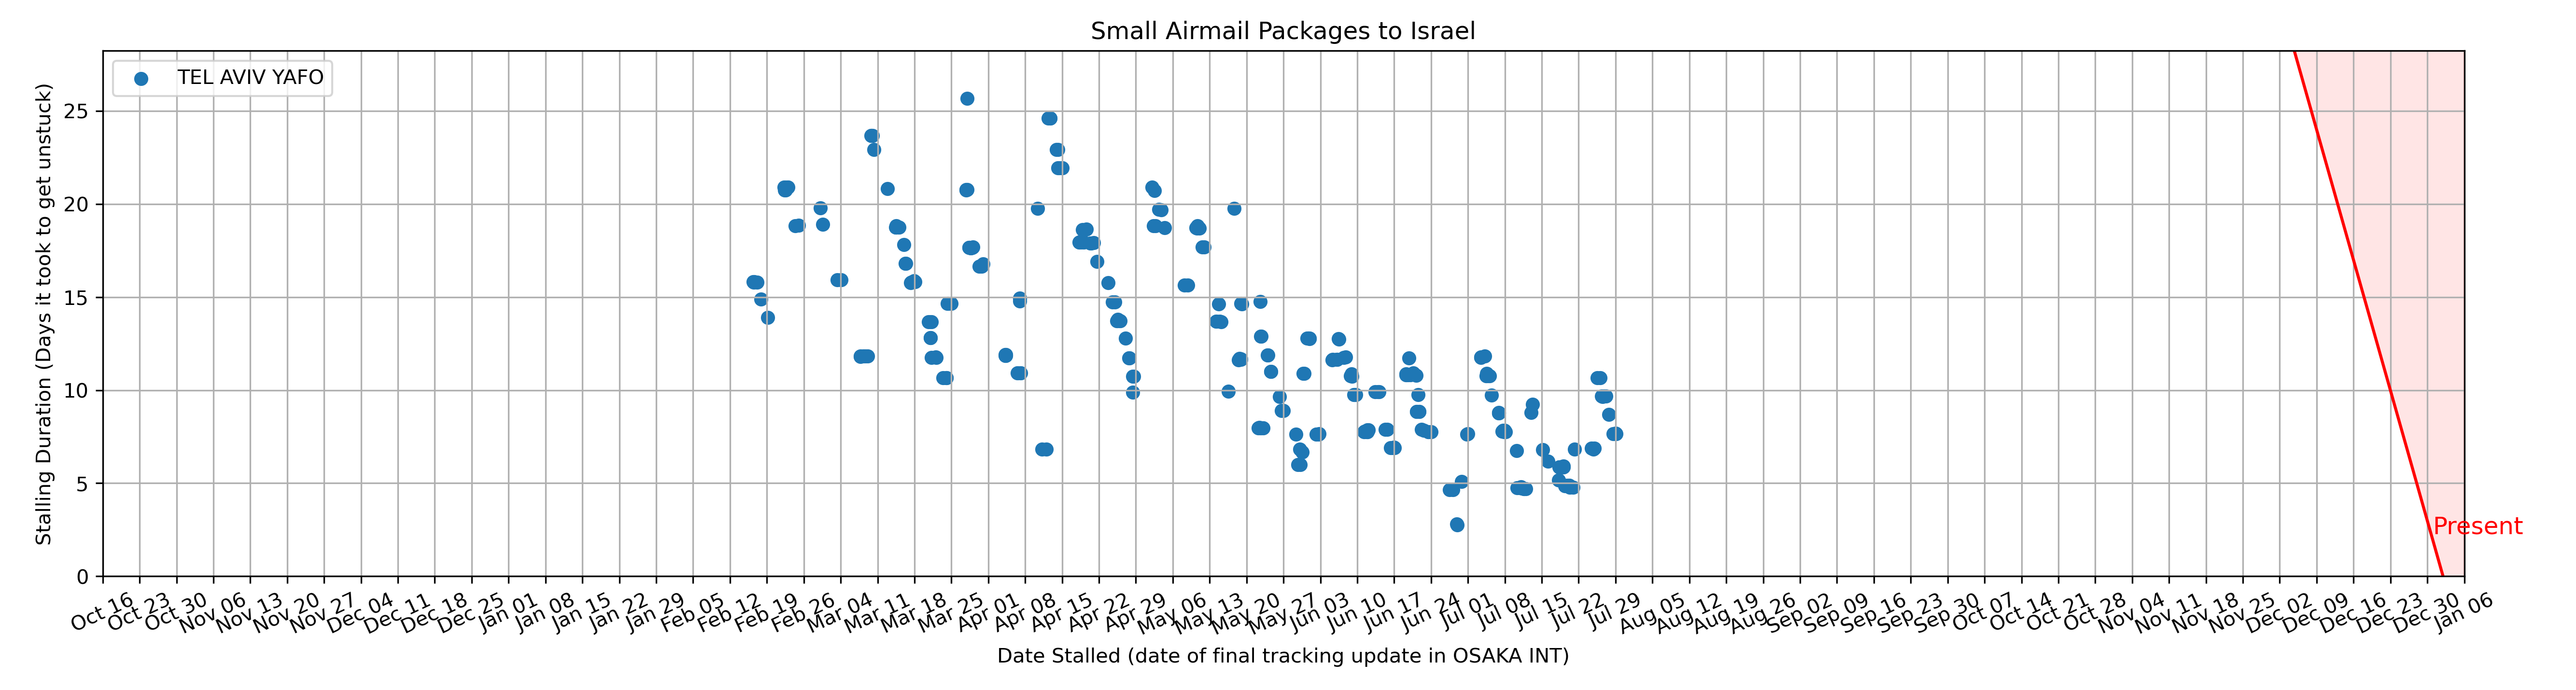 Small Airmail Packages to Israel
TEL AVIV YAFO
Stalling Duration (Days it took to get unstuck)
25
20
15
10
5
0
Present
Oct 16
Oct 23
Oct 30
Nov 06
Nov 13
Nov 20
Nov 27
Dec 04
Dec 11
Dec 18
Dec 25
Jan 01
Jan 08
Jan 15
Jan 22
Jan 29
Feb 05
Feb 12
Feb 19
Feb 26
Mar 04
Mar 11
Mar 18
Mar 25
Apr 01
Apr 08
Apr 15
Apr 22
Apr 29
May 06
May 13
May 20
May 27
Jun 03
Jun 10
Jun 17
Jun 24
Jul 01
Jul 08
Jul 15
Jul 22
Jul 29
Aug 05
Aug 12
Aug 19
Aug 26
Sep 02
Sep 09
Sep 16
Sep 23
Sep 30
Oct 07
Oct 14
Oct 21
Oct 28
Nov 04
Nov 11
Nov 18
Nov 25
Dec 02
Dec 09
Dec 16
Dec 23
Dec 30
Jan 06
Date Stalled (date of final tracking update in OSAKA INT)